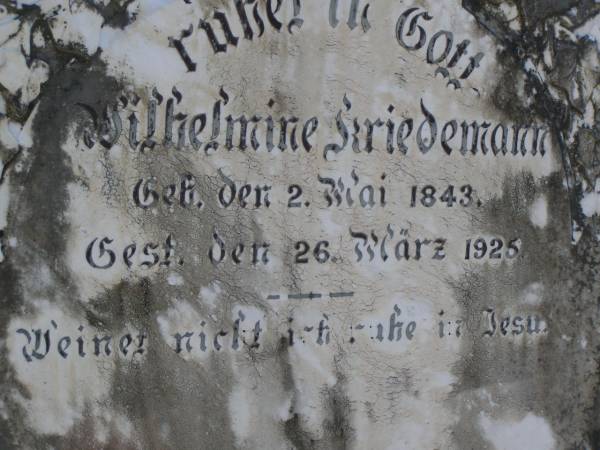 ruhet in Gott
Wilhelmine Kriedemann
Geb. den 2. Mai 1843.
Gest. den 26. März 1925.
Weinet nicht ich ruhe in Jesu.